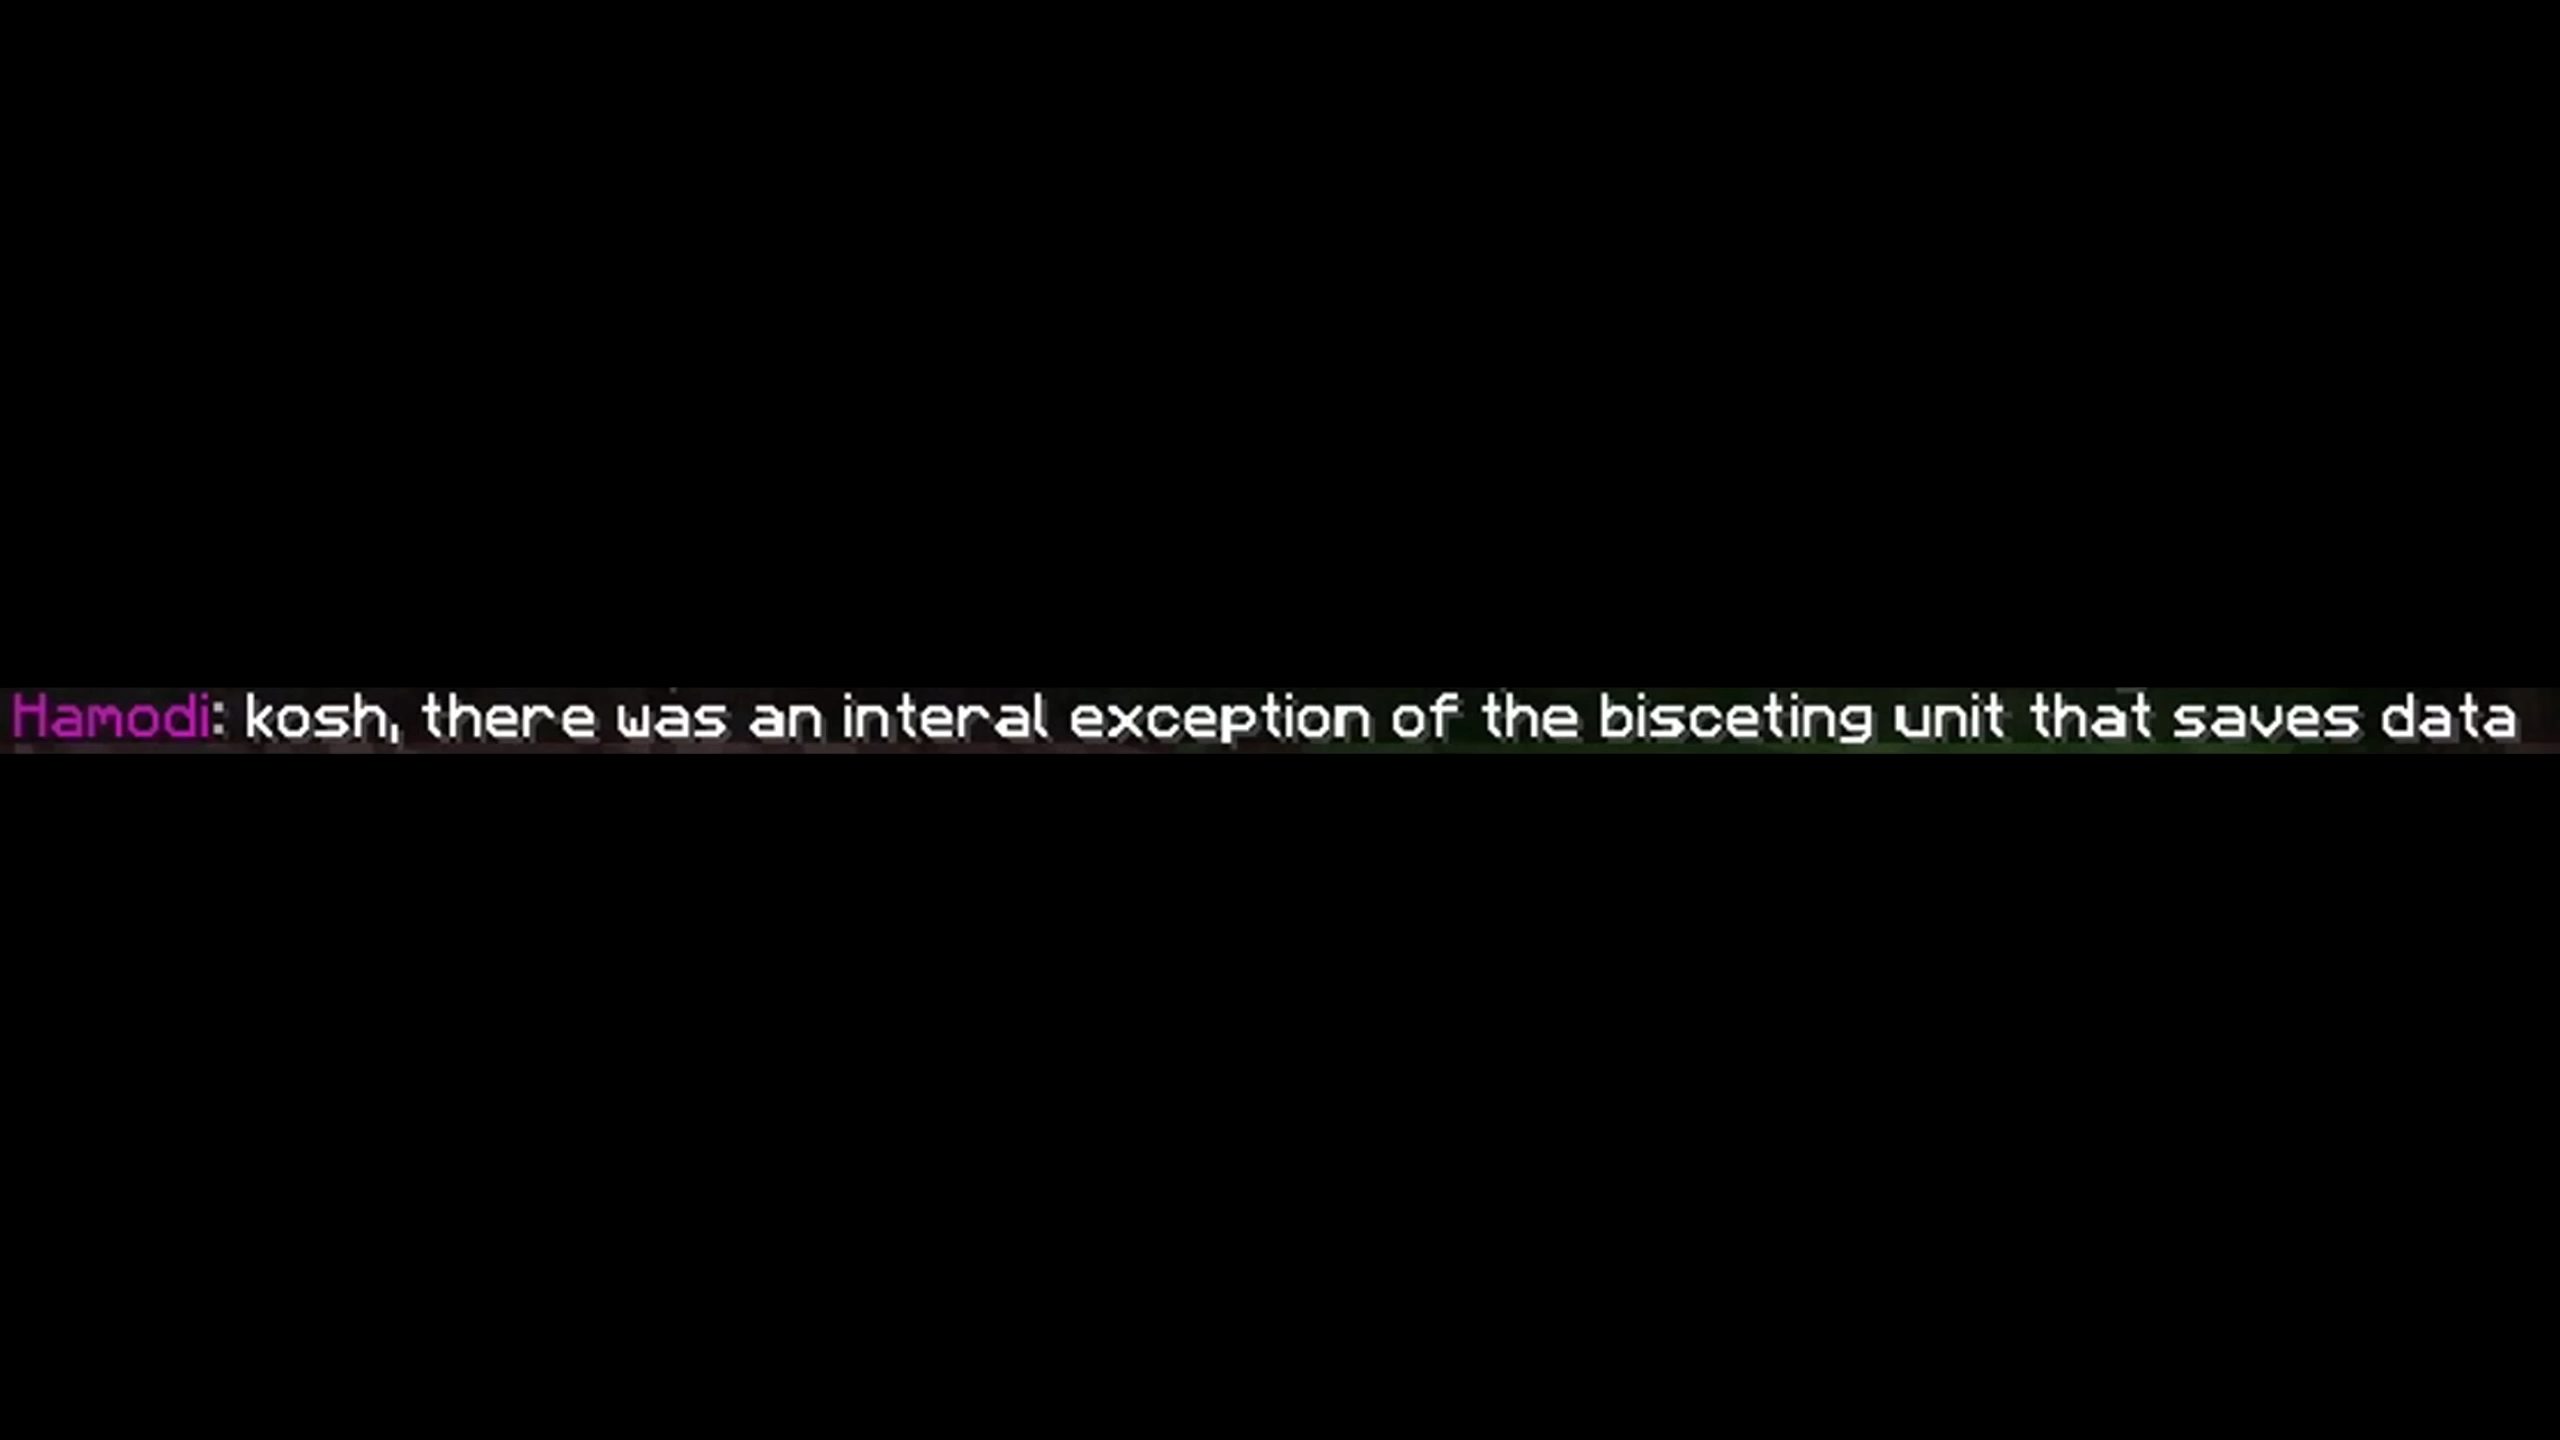 Hamodi: kosh, there was an interal exception of the bisceting unit that saves data